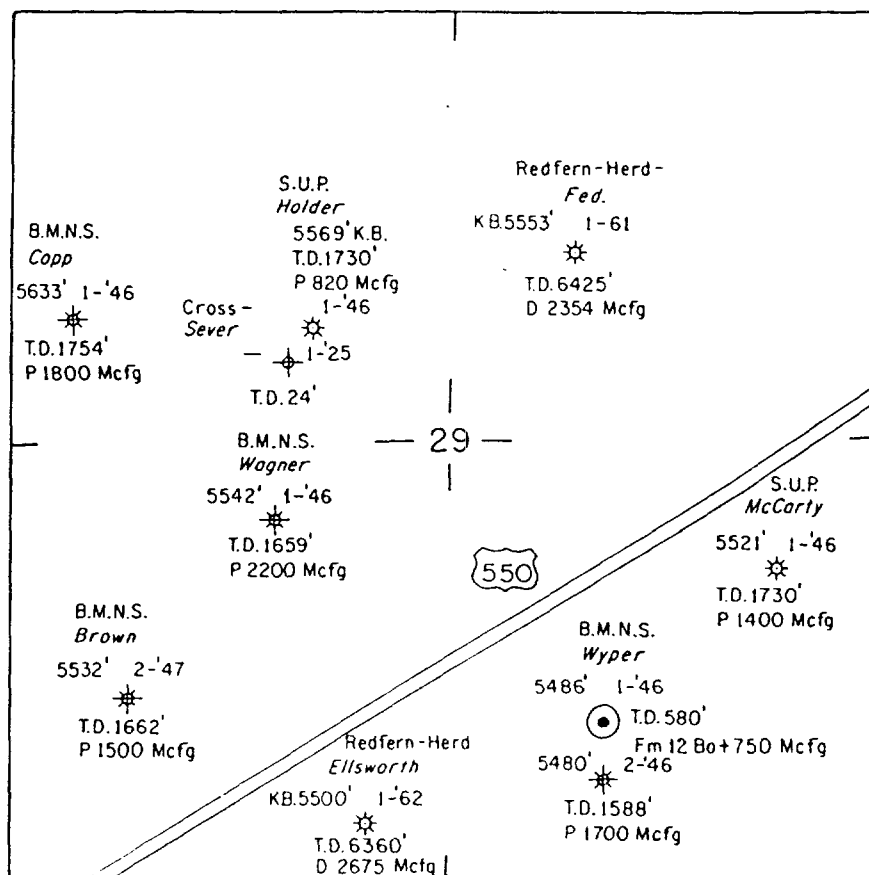 Redfern-Herd-
Fed.
KB.5553' 1-61
T.D.6425'
D 2354 Mcfg
S.U.P.
Holder
5569' K.B.
T.D.1730'
P 820 Mcfg
1-'46
B.M.N.S.
Copp
5633' 1-'46
T.D.1754'
P 1800 Mcfg
Cross-
Sever
1-'25
T.D.24'
29
B.M.N.S.
Wagner
5542' 1-'46
T.D.1659'
P 2200 Mcfg
550
S.U.P.
McCarty
5521' 1-'46
T.D.1730'
P 1400 Mcfg
B.M.N.S.
Brown
5532' 2-'47
T.D.1662'
P 1500 Mcfg
B.M.N.S.
Wyper
5486' 1-'46
T.D.580'
Fm 12 Bo+750 Mcfg
5480' 2-'46
T.D.1588'
P 1700 Mcfg
Redfern-Herd
Ellsworth
KB.5500' 1-'62
T.D.6360'
D 2675 Mcfg